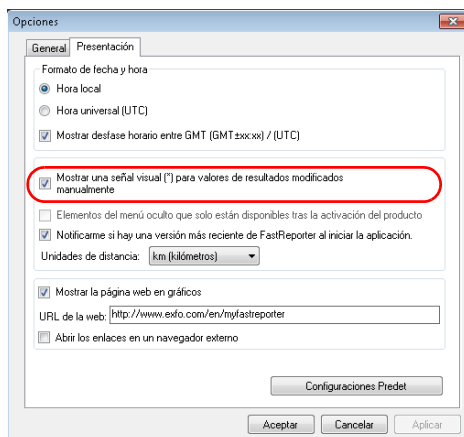 Opciones
General Presentación
Formato de fecha y hora
Hora local
Hora universal (UTC)
Mostrar desfase horario entre GMT (GMT±xx:xx) / (UTC)
Mostrar una señal visual (*) para valores de resultados modificados
manualmente
Elementos del menú oculto que solo están disponibles tras la activación del producto
Notificarme si hay una versión más reciente de FastReporter al iniciar la aplicación.
Unidades de distancia: km (kilómetros)
Mostrar la página web en gráficos
URL de la web: http://www.exfo.com/en/myfastreporter
Abrir los enlaces en un navegador externo
Configuraciones Predet
Aceptar Cancelar Aplicar